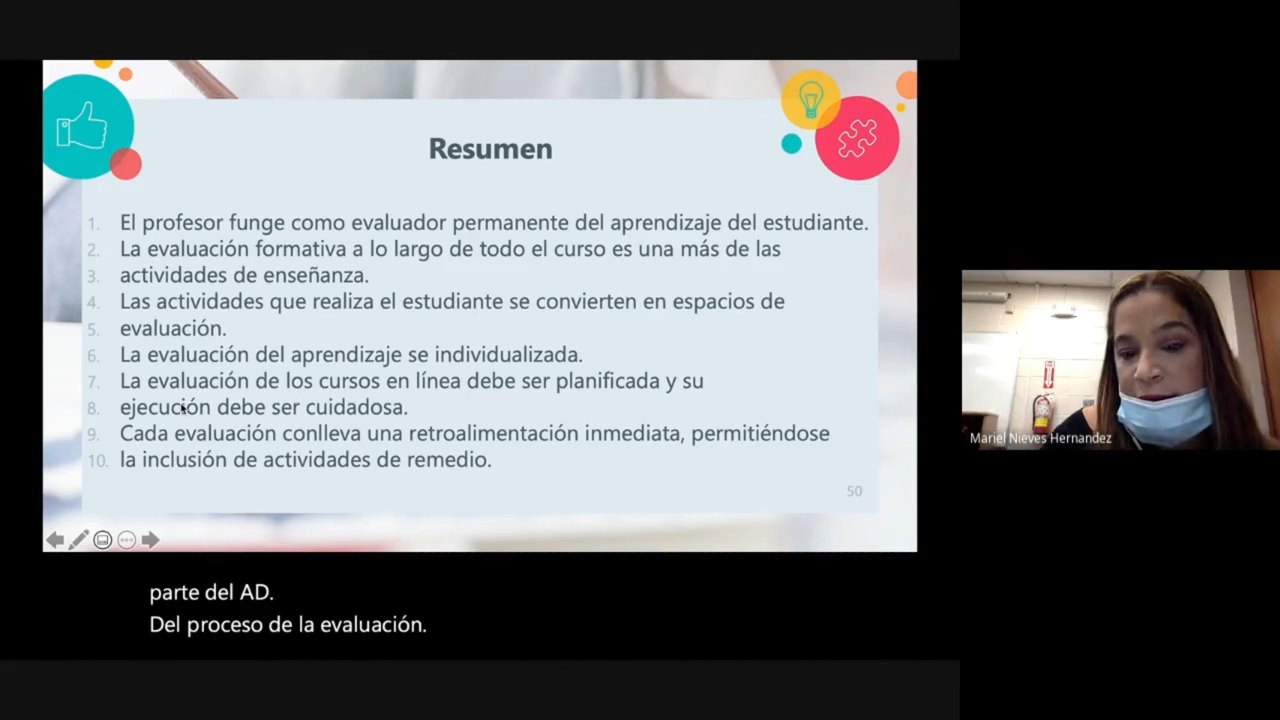 Resumen
1. El profesor funge como evaluador permanente del aprendizaje del estudiante.
2. La evaluación formativa a lo largo de todo el curso es una más de las
3. actividades de enseñanza.
4. Las actividades que realiza el estudiante se convierten en espacios de
5. evaluación.
6. La evaluación del aprendizaje se individualizada.
7. La evaluación de los cursos en línea debe ser planificada y su
8. ejecución debe ser cuidadosa.
9. Cada evaluación conlleva una retroalimentación inmediata, permitiéndose
10. la inclusión de actividades de remedio.
50
Mariel Nieves Hernandez
parte del AD.
Del proceso de la evaluación.